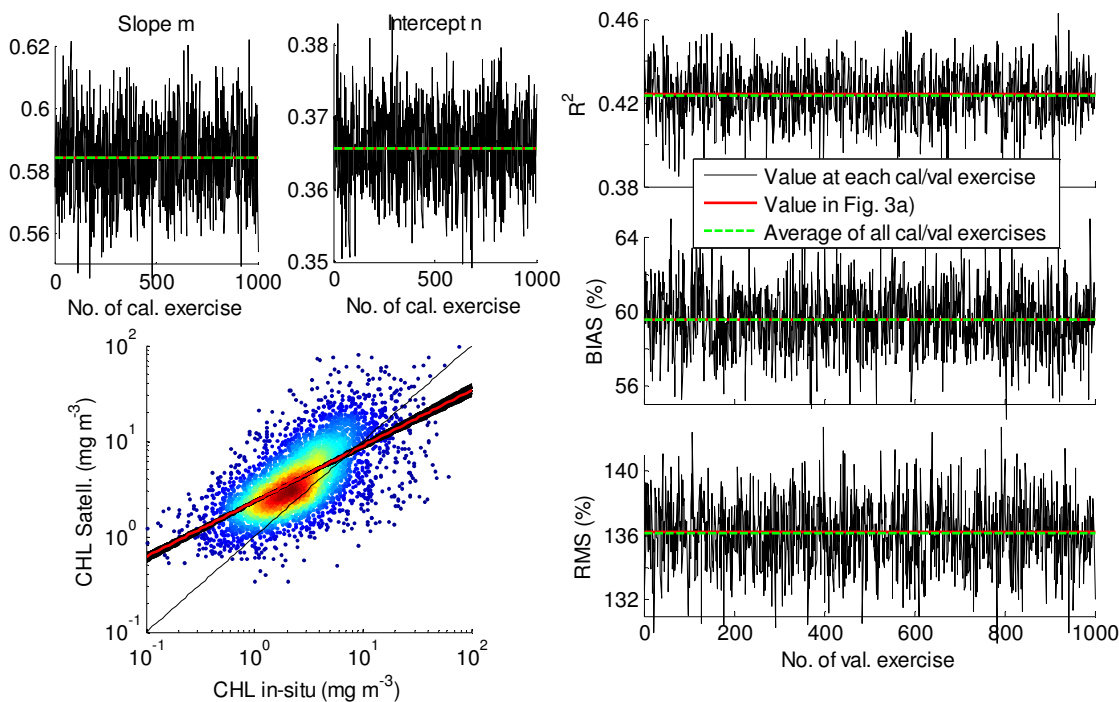 Slope m
0.62
0.6
0.58
0.56
0
500
1000
No. of cal. exercise
Intercept n
0.38
0.37
0.36
0.35
0
500
1000
No. of cal. exercise
0.46
0.42
0.38
R²
Value at each cal/val exercise
Value in Fig. 3a)
Average of all cal/val exercises
64
60
56
BIAS (%)
140
136
132
RMS (%)
0
200
400
600
800
1000
No. of val. exercise
10²
10¹
10⁰
10⁻¹
CHL Satell. (mg m⁻³)
10⁻¹
10⁰
10¹
10²
CHL in-situ (mg m⁻³)